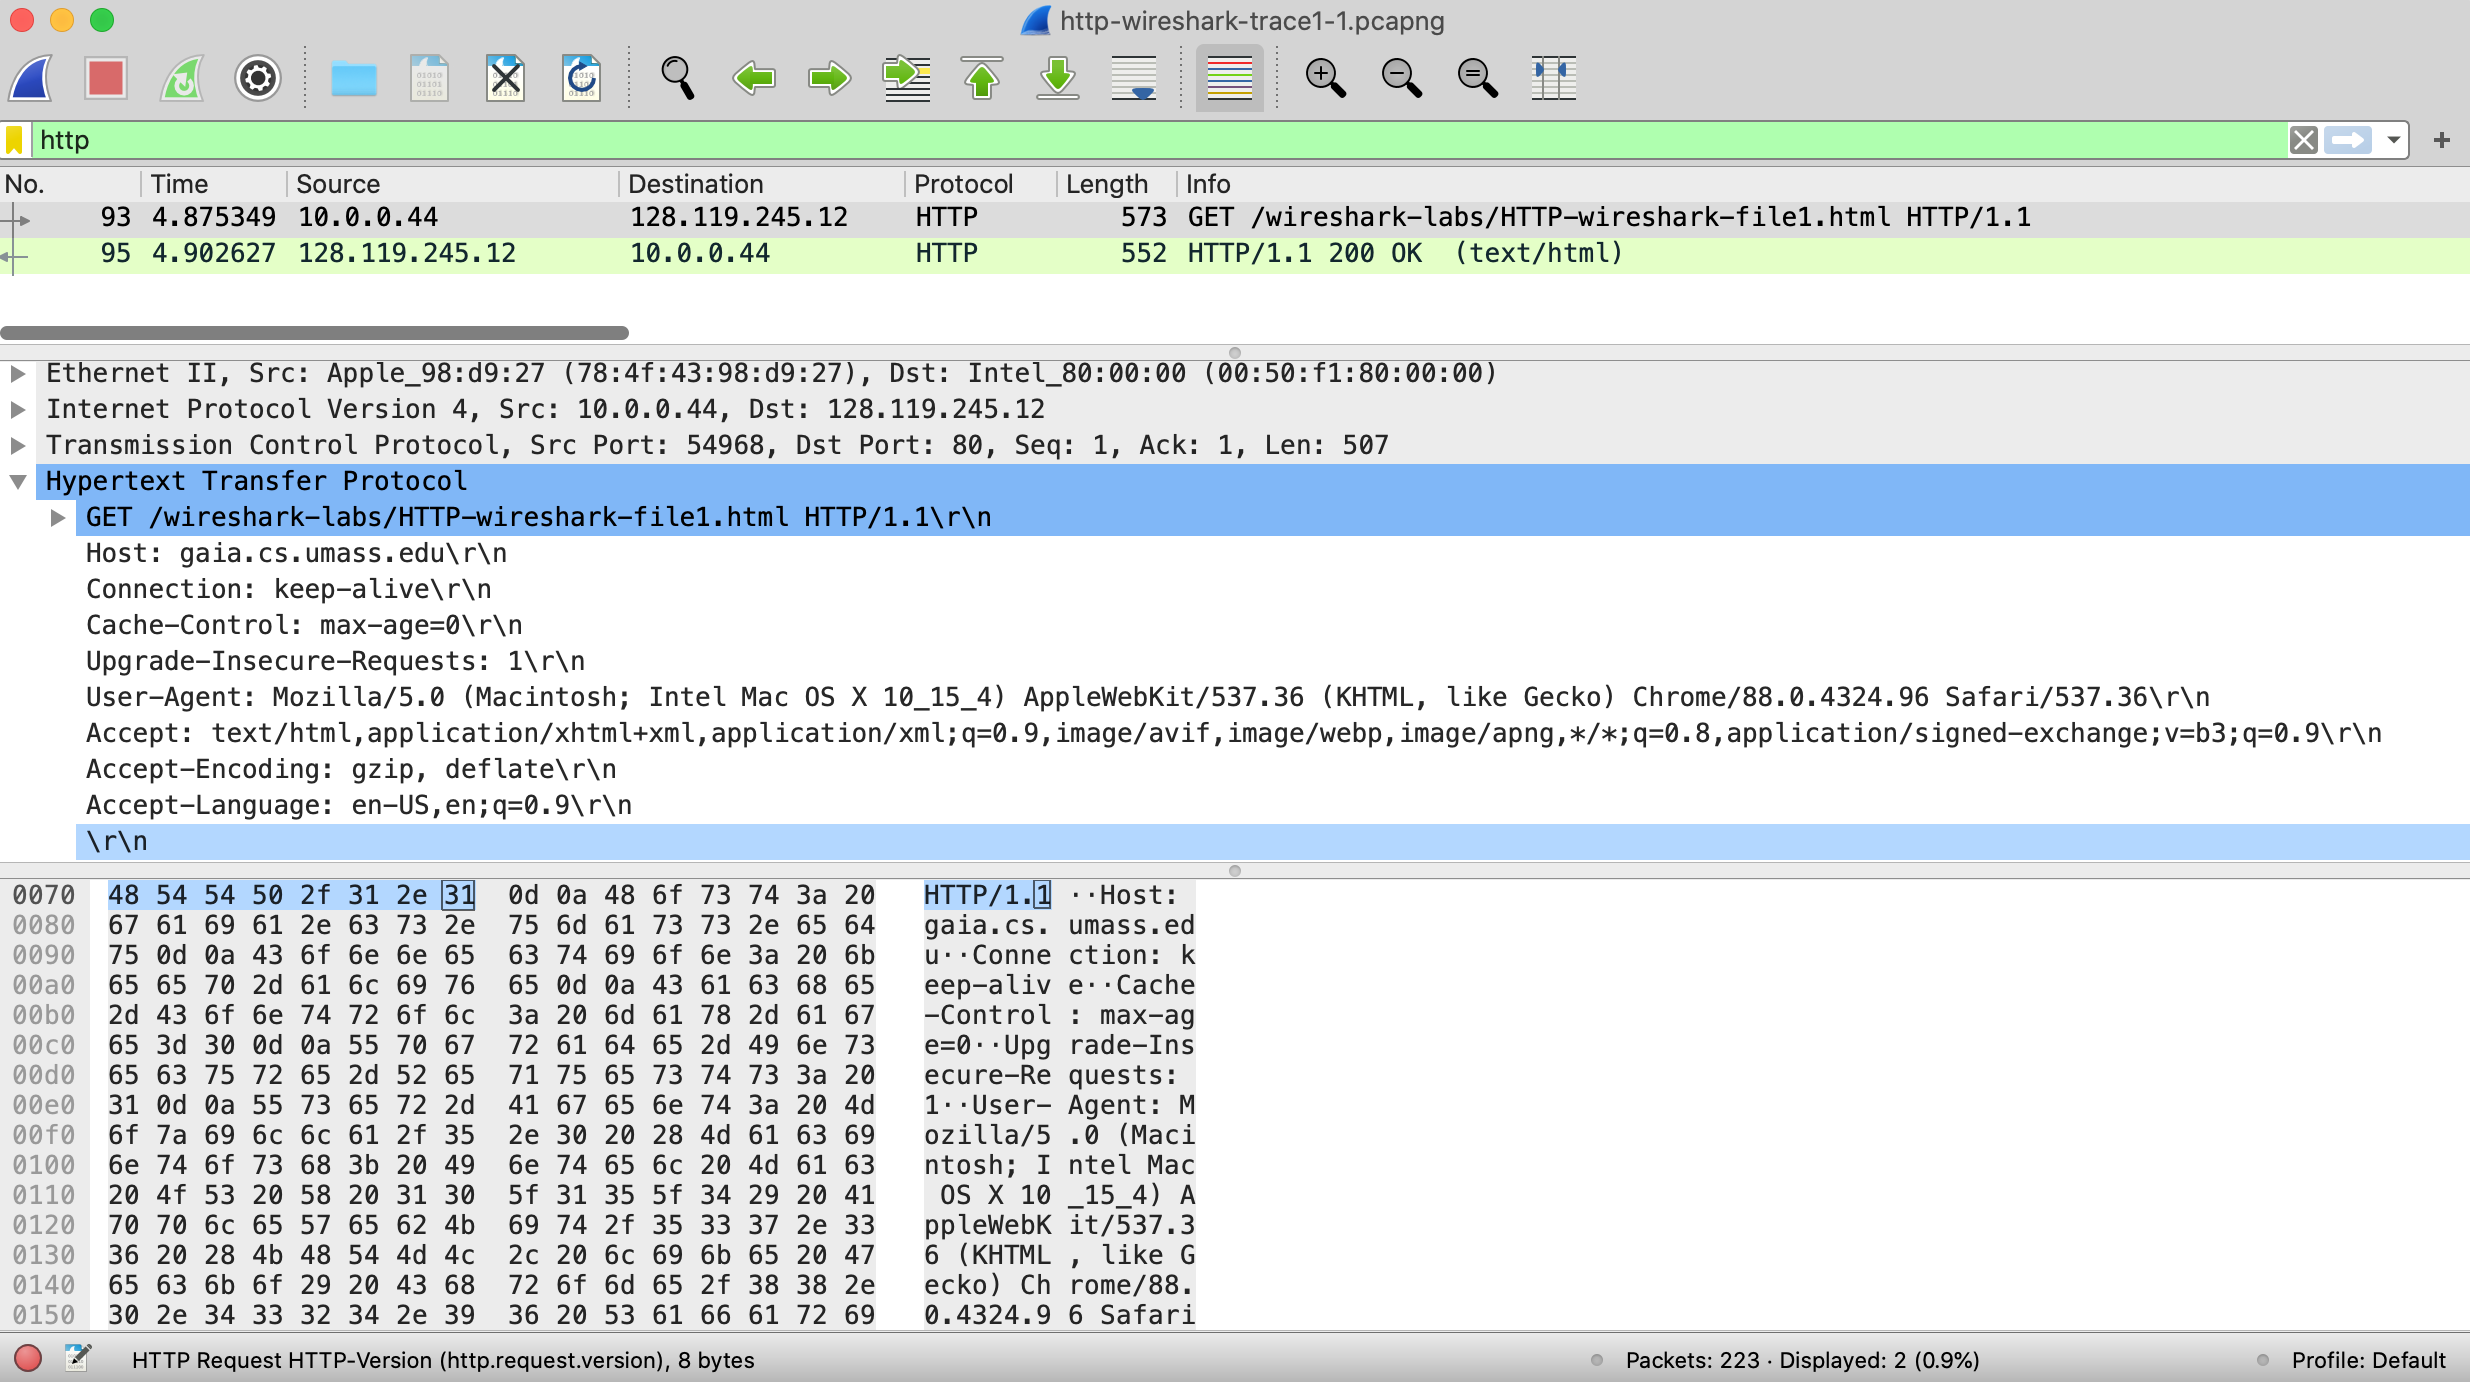 http-wireshark-trace1-1.pcapng
http
No. Time Source Destination Protocol Length Info
93 4.875349 10.0.0.44 128.119.245.12 HTTP 573 GET /wireshark-labs/HTTP-wireshark-file1.html HTTP/1.1
95 4.902627 128.119.245.12 10.0.0.44 HTTP 552 HTTP/1.1 200 OK  (text/html)
Ethernet II, Src: Apple_98:d9:27 (78:4f:43:98:d9:27), Dst: Intel_80:00:00 (00:50:f1:80:00:00)
Internet Protocol Version 4, Src: 10.0.0.44, Dst: 128.119.245.12
Transmission Control Protocol, Src Port: 54968, Dst Port: 80, Seq: 1, Ack: 1, Len: 507
Hypertext Transfer Protocol
GET /wireshark-labs/HTTP-wireshark-file1.html HTTP/1.1\r\n
Host: gaia.cs.umass.edu\r\n
Connection: keep-alive\r\n
Cache-Control: max-age=0\r\n
Upgrade-Insecure-Requests: 1\r\n
User-Agent: Mozilla/5.0 (Macintosh; Intel Mac OS X 10_15_4) AppleWebKit/537.36 (KHTML, like Gecko) Chrome/88.0.4324.96 Safari/537.36\r\n
Accept: text/html,application/xhtml+xml,application/xml;q=0.9,image/avif,image/webp,image/apng,*/*;q=0.8,application/signed-exchange;v=b3;q=0.9\r\n
Accept-Encoding: gzip, deflate\r\n
Accept-Language: en-US,en;q=0.9\r\n
\r\n
0070 48 54 54 50 2f 31 2e 31 0d 0a 48 6f 73 74 3a 20 HTTP/1.1 ··Host:
0080 67 61 69 61 2e 63 73 2e 75 6d 61 73 73 2e 65 64 gaia.cs. umass.ed
0090 75 0d 0a 43 6f 6e 6e 65 63 74 69 6f 6e 3a 20 6b u··Conne ction: k
00a0 65 65 70 2d 61 6c 69 76 65 0d 0a 43 61 63 68 65 eep-aliv e··Cache
00b0 2d 43 6f 6e 74 72 6f 6c 3a 20 6d 61 78 2d 61 67 -Control : max-ag
00c0 65 3d 30 0d 0a 55 70 67 72 61 64 65 2d 49 6e 73 e=0··Upg rade-Ins
00d0 65 63 75 72 65 2d 52 65 71 75 65 73 74 73 3a 20 ecure-Re quests:
00e0 31 0d 0a 55 73 65 72 2d 41 67 65 6e 74 3a 20 4d 1··User- Agent: M
00f0 6f 7a 69 6c 6c 61 2f 35 2e 30 20 28 4d 61 63 69 ozilla/5 .0 (Maci
0100 6e 74 6f 73 68 3b 20 49 6e 74 65 6c 20 4d 61 63 ntosh; I ntel Mac
0110 20 4f 53 20 58 20 31 30 5f 31 35 5f 34 29 20 41 OS X 10 _15_4) A
0120 70 70 6c 65 57 65 62 4b 69 74 2f 35 33 37 2e 33 ppleWebK it/537.3
0130 36 20 28 4b 48 54 4d 4c 2c 20 6c 69 6b 65 20 47 6 (KHTML , like G
0140 65 63 6b 6f 29 20 43 68 72 6f 6d 65 2f 38 38 2e ecko) Ch rome/88.
0150 30 2e 34 33 32 34 2e 39 36 20 53 61 66 61 72 69 0.4324.9 6 Safari
HTTP Request HTTP-Version (http.request.version), 8 bytes Packets: 223 · Displayed: 2 (0.9%) Profile: Default